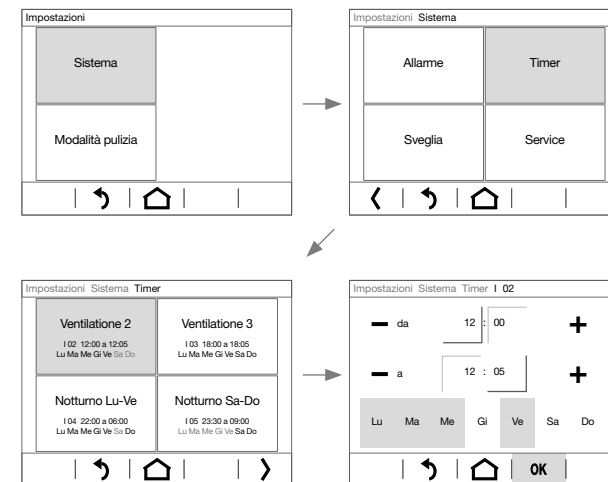 Impostazioni
Sistema
Modalità pulizia
Impostazioni Sistema
Allarme Timer
Sveglia Service
Impostazioni Sistema Timer
Ventilatione 2 Ventilatione 3
I 02 12:00 a 12:05 I 03 18:00 a 18:05
Lu Ma Me Gi Ve Sa Do Lu Ma Me Gi Ve Sa Do
Notturno Lu-Ve Notturno Sa-Do
I 04 22:00 a 06:00 I 05 23:30 a 09:00
Lu Ma Me Gi Ve Sa Do Lu Ma Me Gi Ve Sa Do
Impostazioni Sistema Timer I 02
da 12 : 00
a 12 : 05
Lu Ma Me Gi Ve Sa Do
OK